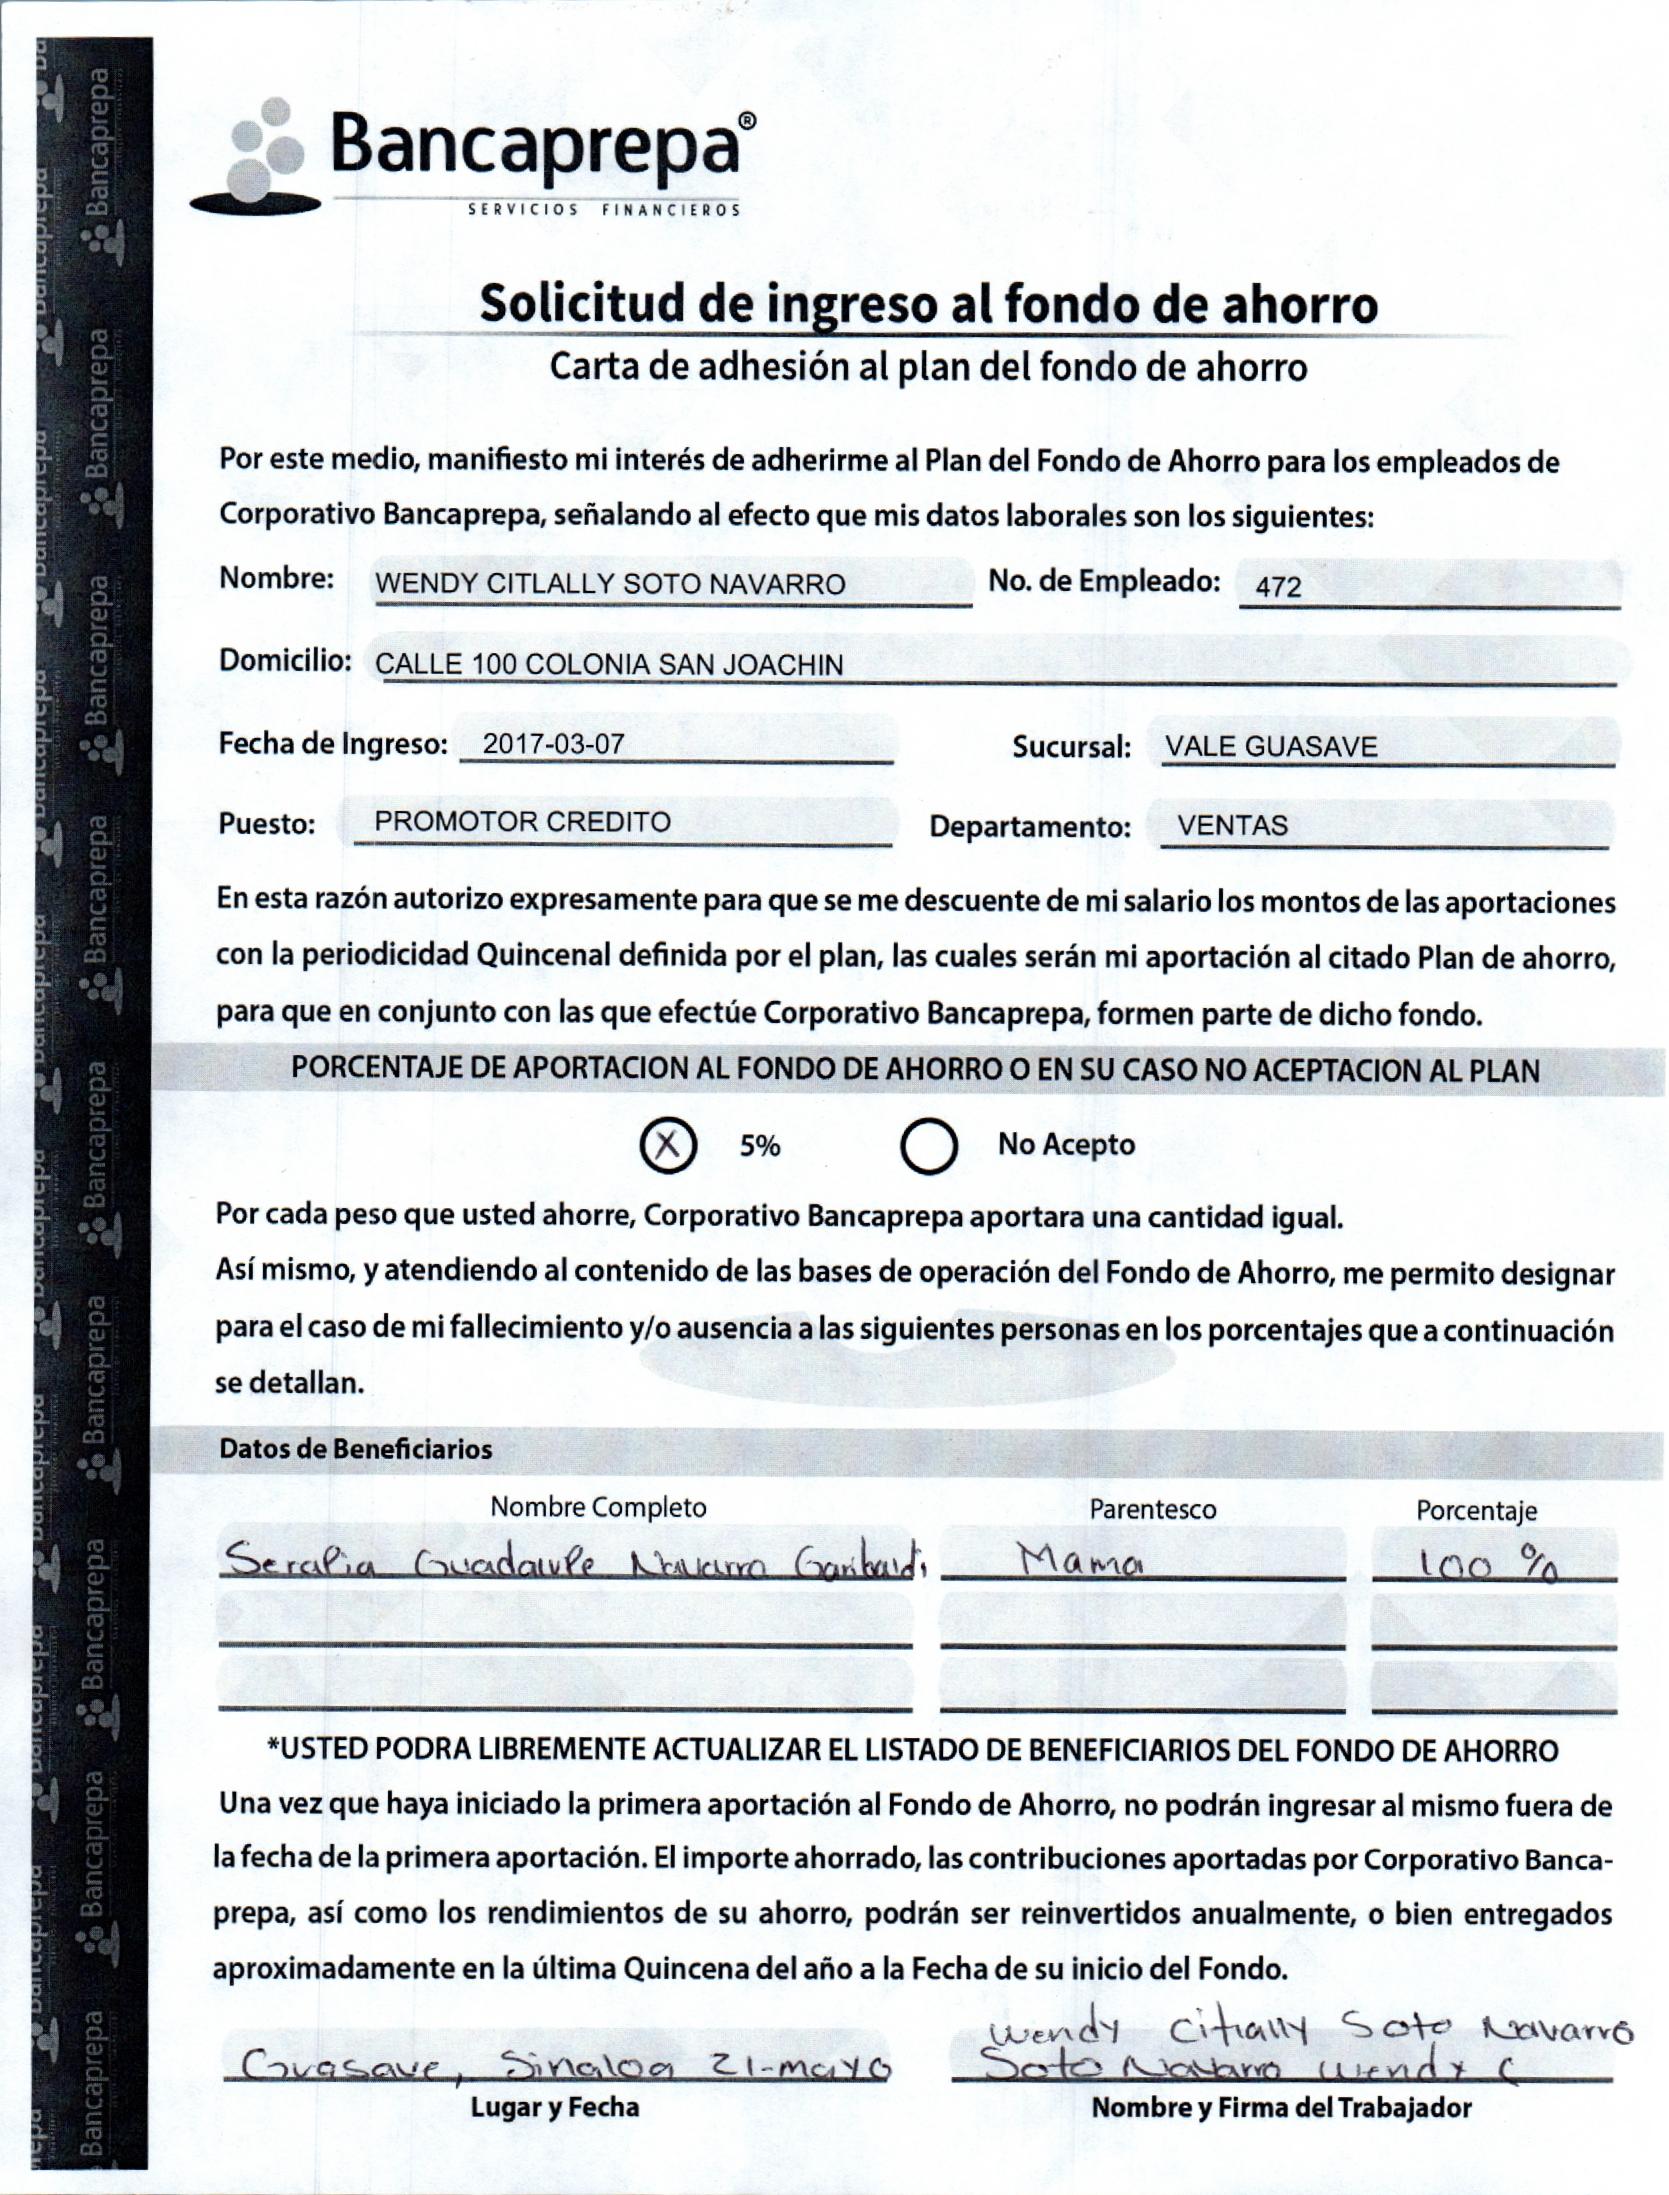 Bancaprepa®
SERVICIOS FINANCIEROS
Solicitud de ingreso al fondo de ahorro
Carta de adhesión al plan del fondo de ahorro
Por este medio, manifiesto mi interés de adherirme al Plan del Fondo de Ahorro para los empleados de
Corporativo Bancaprepa, señalando al efecto que mis datos laborales son los siguientes:
Nombre: WENDY CITLALLY SOTO NAVARRO No. de Empleado: 472
Domicilio: CALLE 100 COLONIA SAN JOACHIN
Fecha de Ingreso: 2017-03-07 Sucursal: VALE GUASAVE
Puesto: PROMOTOR CREDITO Departamento: VENTAS
En esta razón autorizo expresamente para que se me descuente de mi salario los montos de las aportaciones
con la periodicidad Quincenal definida por el plan, las cuales serán mi aportación al citado Plan de ahorro,
para que en conjunto con las que efectúe Corporativo Bancaprepa, formen parte de dicho fondo.
PORCENTAJE DE APORTACION AL FONDO DE AHORRO O EN SU CASO NO ACEPTACION AL PLAN
X 5% No Acepto
Por cada peso que usted ahorre, Corporativo Bancaprepa aportara una cantidad igual.
Así mismo, y atendiendo al contenido de las bases de operación del Fondo de Ahorro, me permito designar
para el caso de mi fallecimiento y/o ausencia a las siguientes personas en los porcentajes que a continuación
se detallan.
Datos de Beneficiarios
Nombre Completo Parentesco Porcentaje
Serafia Guadalupe Navarro Garibaldi Mama 100 %
*USTED PODRA LIBREMENTE ACTUALIZAR EL LISTADO DE BENEFICIARIOS DEL FONDO DE AHORRO
Una vez que haya iniciado la primera aportación al Fondo de Ahorro, no podrán ingresar al mismo fuera de
la fecha de la primera aportación. El importe ahorrado, las contribuciones aportadas por Corporativo Banca-
prepa, así como los rendimientos de su ahorro, podrán ser reinvertidos anualmente, o bien entregados
aproximadamente en la última Quincena del año a la Fecha de su inicio del Fondo.
Wendy Citlally Soto Navarro
Guasave, Sinaloa 21-mayo Soto Navarro Wendy C
Lugar y Fecha Nombre y Firma del Trabajador